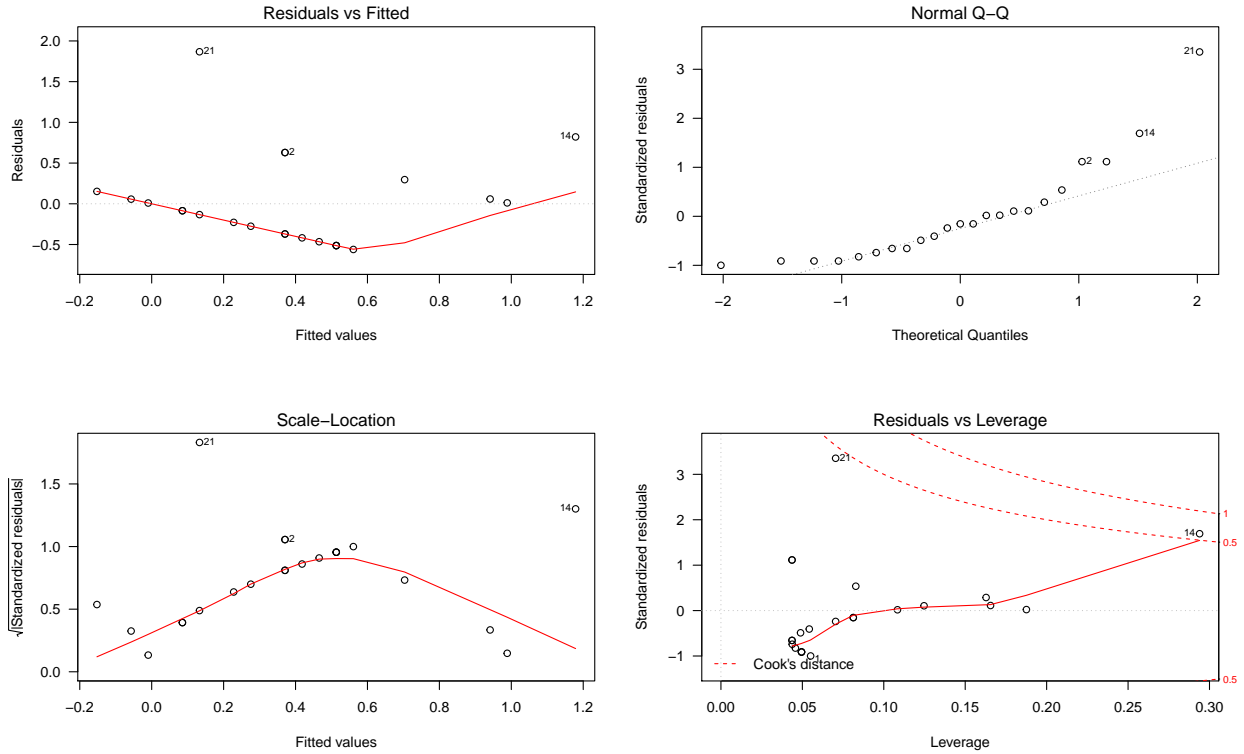 Residuals vs Fitted
Residuals
2.0
1.5
1.0
0.5
0.0
−0.5
21
2
14
−0.2 0.0 0.2 0.4 0.6 0.8 1.0 1.2
Fitted values
Normal Q−Q
Standardized residuals
3
2
1
0
−1
21
14
2
−2 −1 0 1 2
Theoretical Quantiles
Scale−Location
√|Standardized residuals|
1.5
1.0
0.5
0.0
21
14
2
−0.2 0.0 0.2 0.4 0.6 0.8 1.0 1.2
Fitted values
Residuals vs Leverage
Standardized residuals
3
2
1
0
−1
21
14
1
1
0.5
0.5
Cook's distance
0.00 0.05 0.10 0.15 0.20 0.25 0.30
Leverage